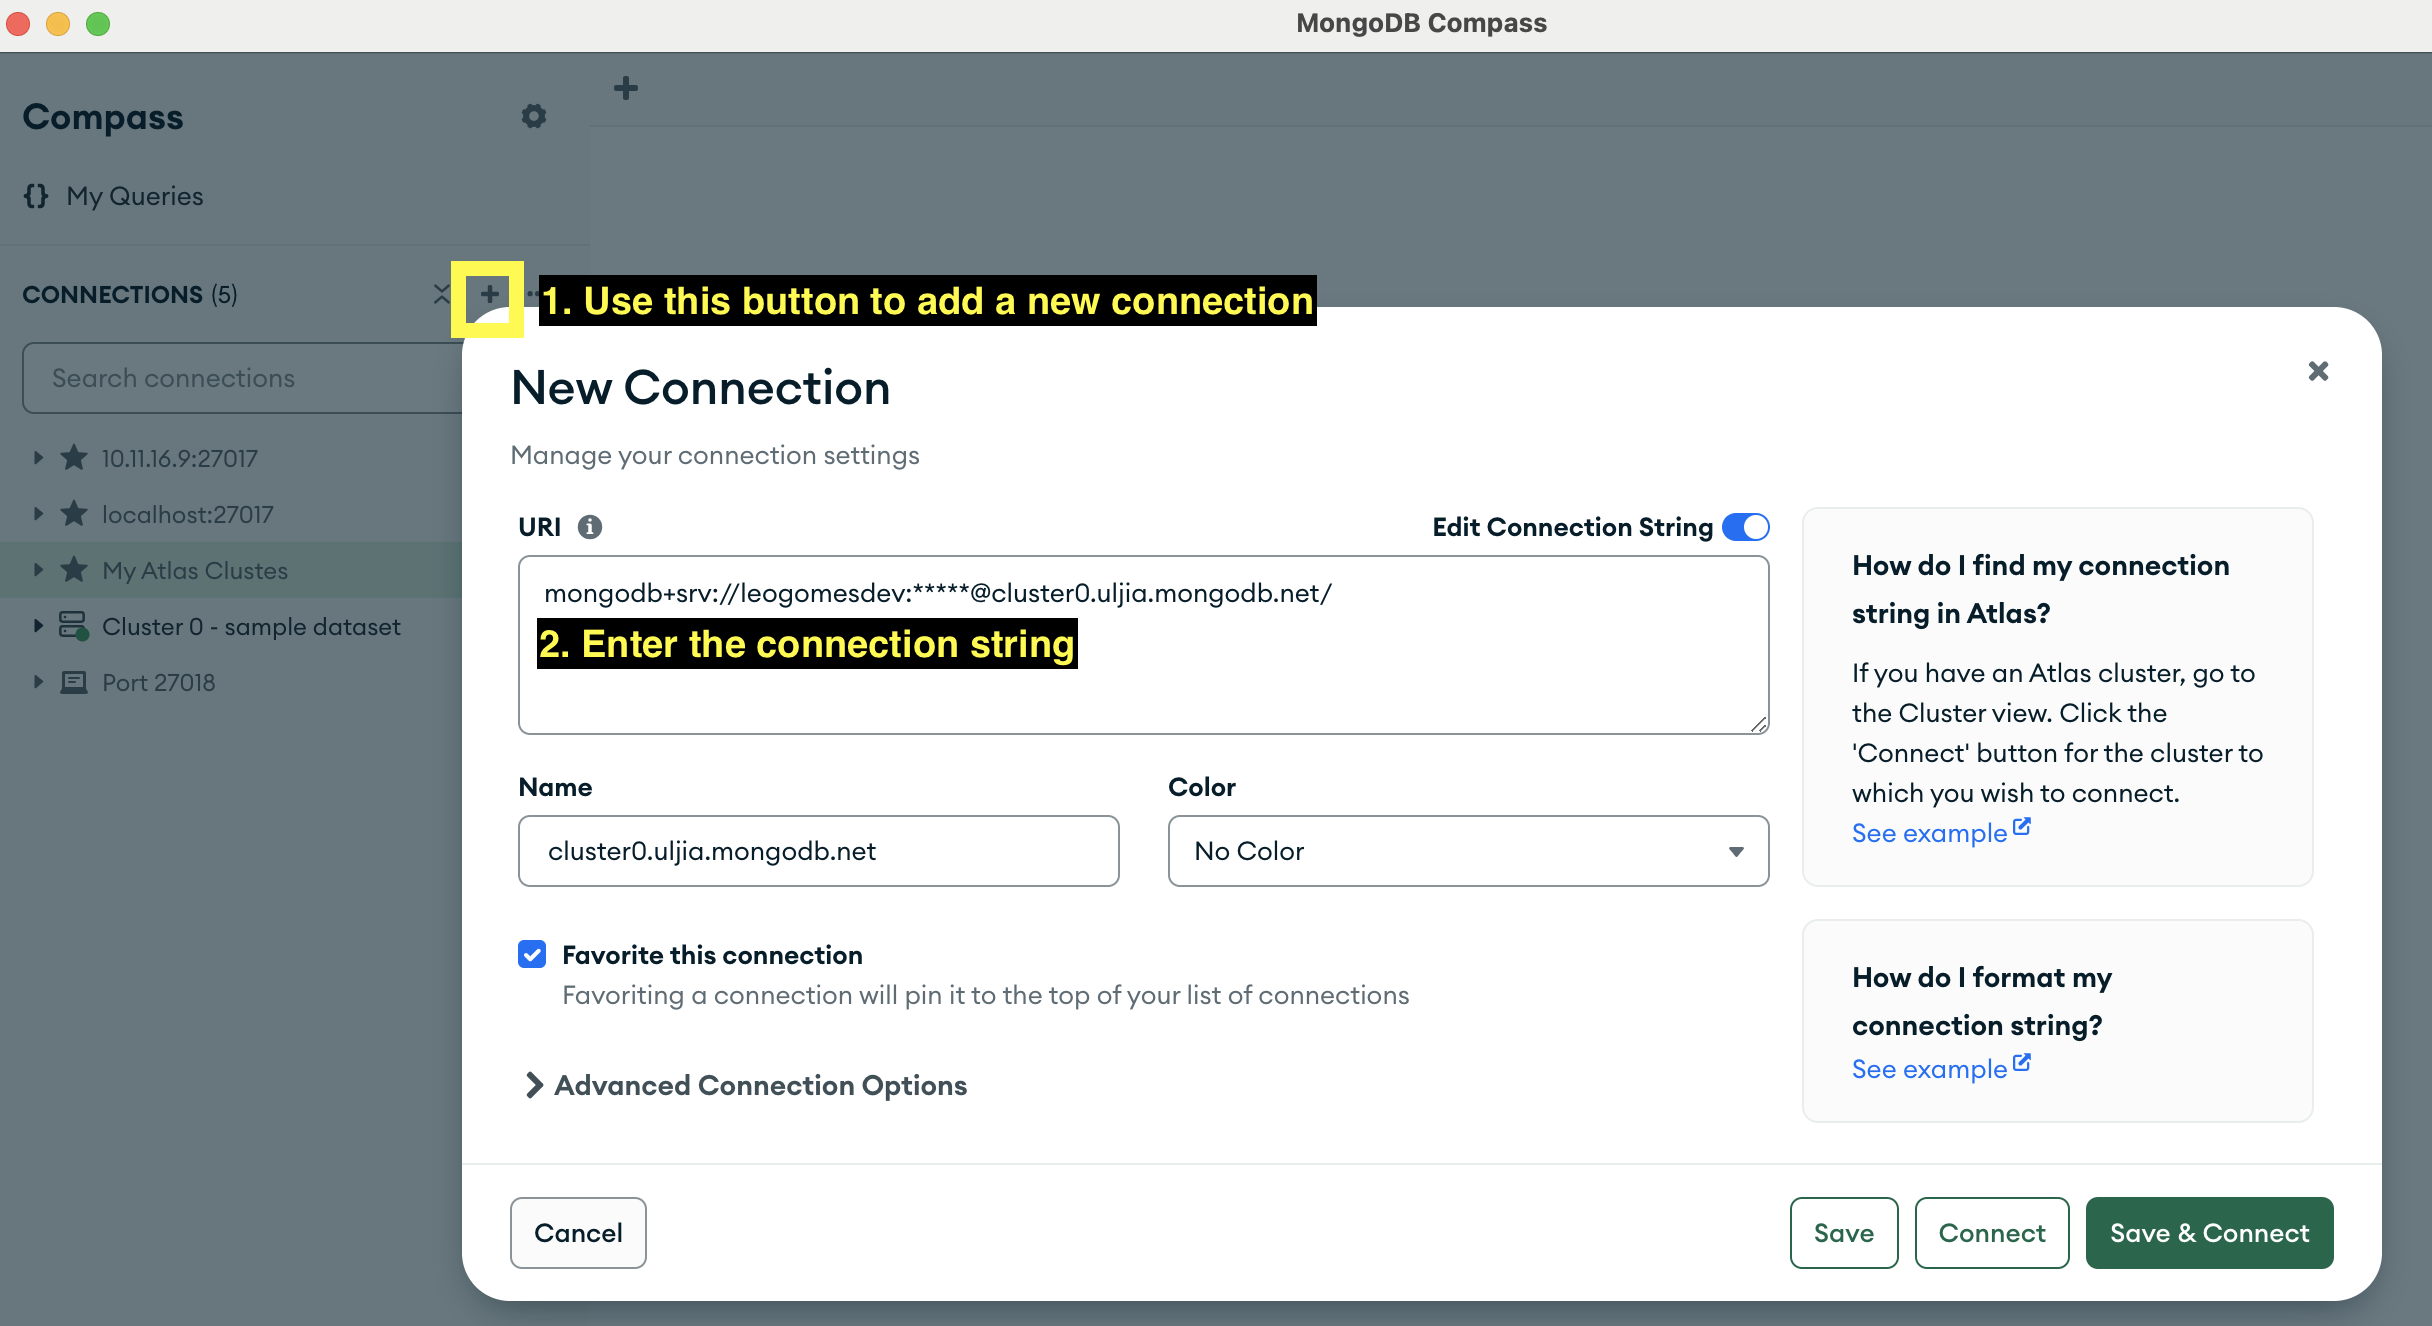 MongoDB Compass
Compass
{} My Queries
CONNECTIONS (5)
1. Use this button to add a new connection
Search connections
10.11.16.9:27017
localhost:27017
My Atlas Clustes
Cluster 0 - sample dataset
Port 27018
New Connection
Manage your connection settings
URI
Edit Connection String
mongodb+srv://leogomesdev:*****@cluster0.uljia.mongodb.net/
2. Enter the connection string
Name
cluster0.uljia.mongodb.net
Color
No Color
Favorite this connection
Favoriting a connection will pin it to the top of your list of connections
Advanced Connection Options
How do I find my connection
string in Atlas?
If you have an Atlas cluster, go to
the Cluster view. Click the
'Connect' button for the cluster to
which you wish to connect.
See example
How do I format my
connection string?
See example
Cancel
Save
Connect
Save & Connect